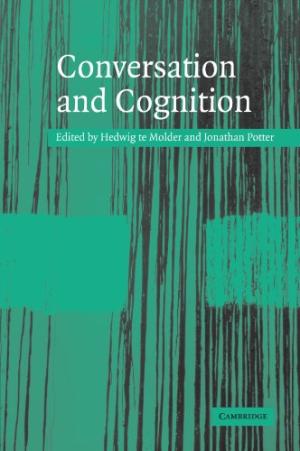 Conversation
and Cognition
Edited by Hedwig te Molder and Jonathan Potter
CAMBRIDGE